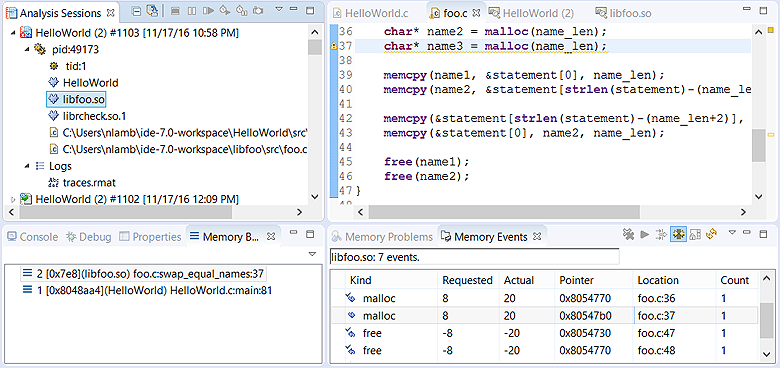 Analysis Sessions
HelloWorld (2) #1103 [11/17/16 10:58 PM]
pid:49173
tid:1
HelloWorld
libfoo.so
librcheck.so.1
C:\Users\nlamb\ide-7.0-workspace\HelloWorld\src\
C:\Users\nlamb\ide-7.0-workspace\libfoo\src\foo.c
Logs
traces.rmat
HelloWorld (2) #1102 [11/17/16 12:09 PM]
HelloWorld.c
foo.c
HelloWorld (2)
libfoo.so
36 char* name2 = malloc(name_len);
37 char* name3 = malloc(name_len);
38
39 memcpy(name1, &statement[0], name_len);
40 memcpy(name2, &statement[strlen(statement)-(name_le
41
42 memcpy(&statement[strlen(statement)-(name_len+2)],
43 memcpy(&statement[0], name2, name_len);
44
45 free(name1);
46 free(name2);
47 }
Console
Debug
Properties
Memory B...
2 [0x7e8](libfoo.so) foo.c:swap_equal_names:37
1 [0x8048aa4](HelloWorld) HelloWorld.c:main:81
Memory Problems
Memory Events
libfoo.so: 7 events.
Kind Requested Actual Pointer Location Count
malloc 8 20 0x8054770 foo.c:36 1
malloc 8 20 0x80547b0 foo.c:37 1
free -8 -20 0x8054730 foo.c:47 1
free -8 -20 0x8054770 foo.c:48 1